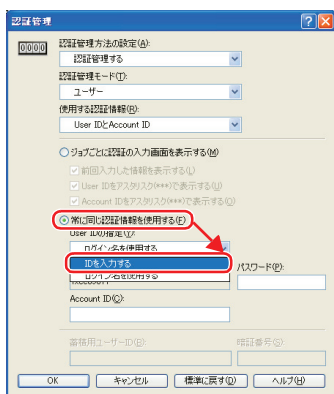 認証管理
0000
認証管理方法の設定(A):
認証管理する
認証管理モード(T):
ユーザー
使用する認証情報(R):
User IDとAccount ID
ジョブごとに認証の入力画面を表示する(M)
前回入力した情報を表示する(L)
User IDをアスタリスク(***)で表示する(U)
Account IDをアスタリスク(***)で表示する(Q)
常に同じ認証情報を使用する(F)
User IDの指定(Y):
ログイン名を使用する
IDを入力する
ログイン名を使用する
パスワード(P):
Account ID(C):
蓄積用ユーザーID(E):
暗証番号(S):
OK
キャンセル
標準に戻す(D)
ヘルプ(H)